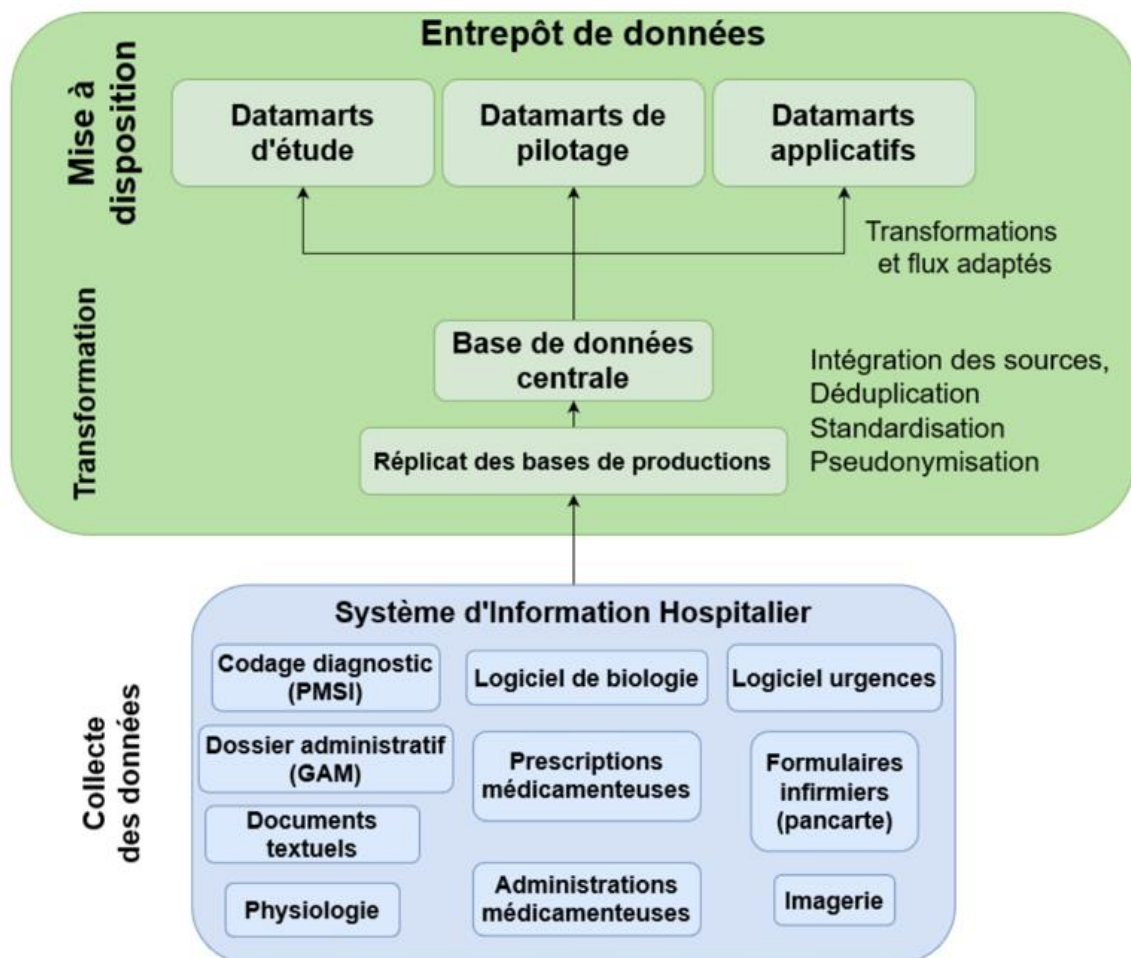 Entrepôt de données
Mise à
disposition
Datamarts
d'étude
Datamarts de
pilotage
Datamarts
applicatifs
Transformations
et flux adaptés
Transformation
Base de données
centrale
Intégration des sources,
Déduplication
Standardisation
Pseudonymisation
Réplicat des bases de productions
Système d'Information Hospitalier
Collecte
des données
Codage diagnostic
(PMSI)
Logiciel de biologie
Logiciel urgences
Dossier administratif
(GAM)
Prescriptions
médicamenteuses
Formulaires
infirmiers
(pancarte)
Documents
textuels
Physiologie
Administrations
médicamenteuses
Imagerie